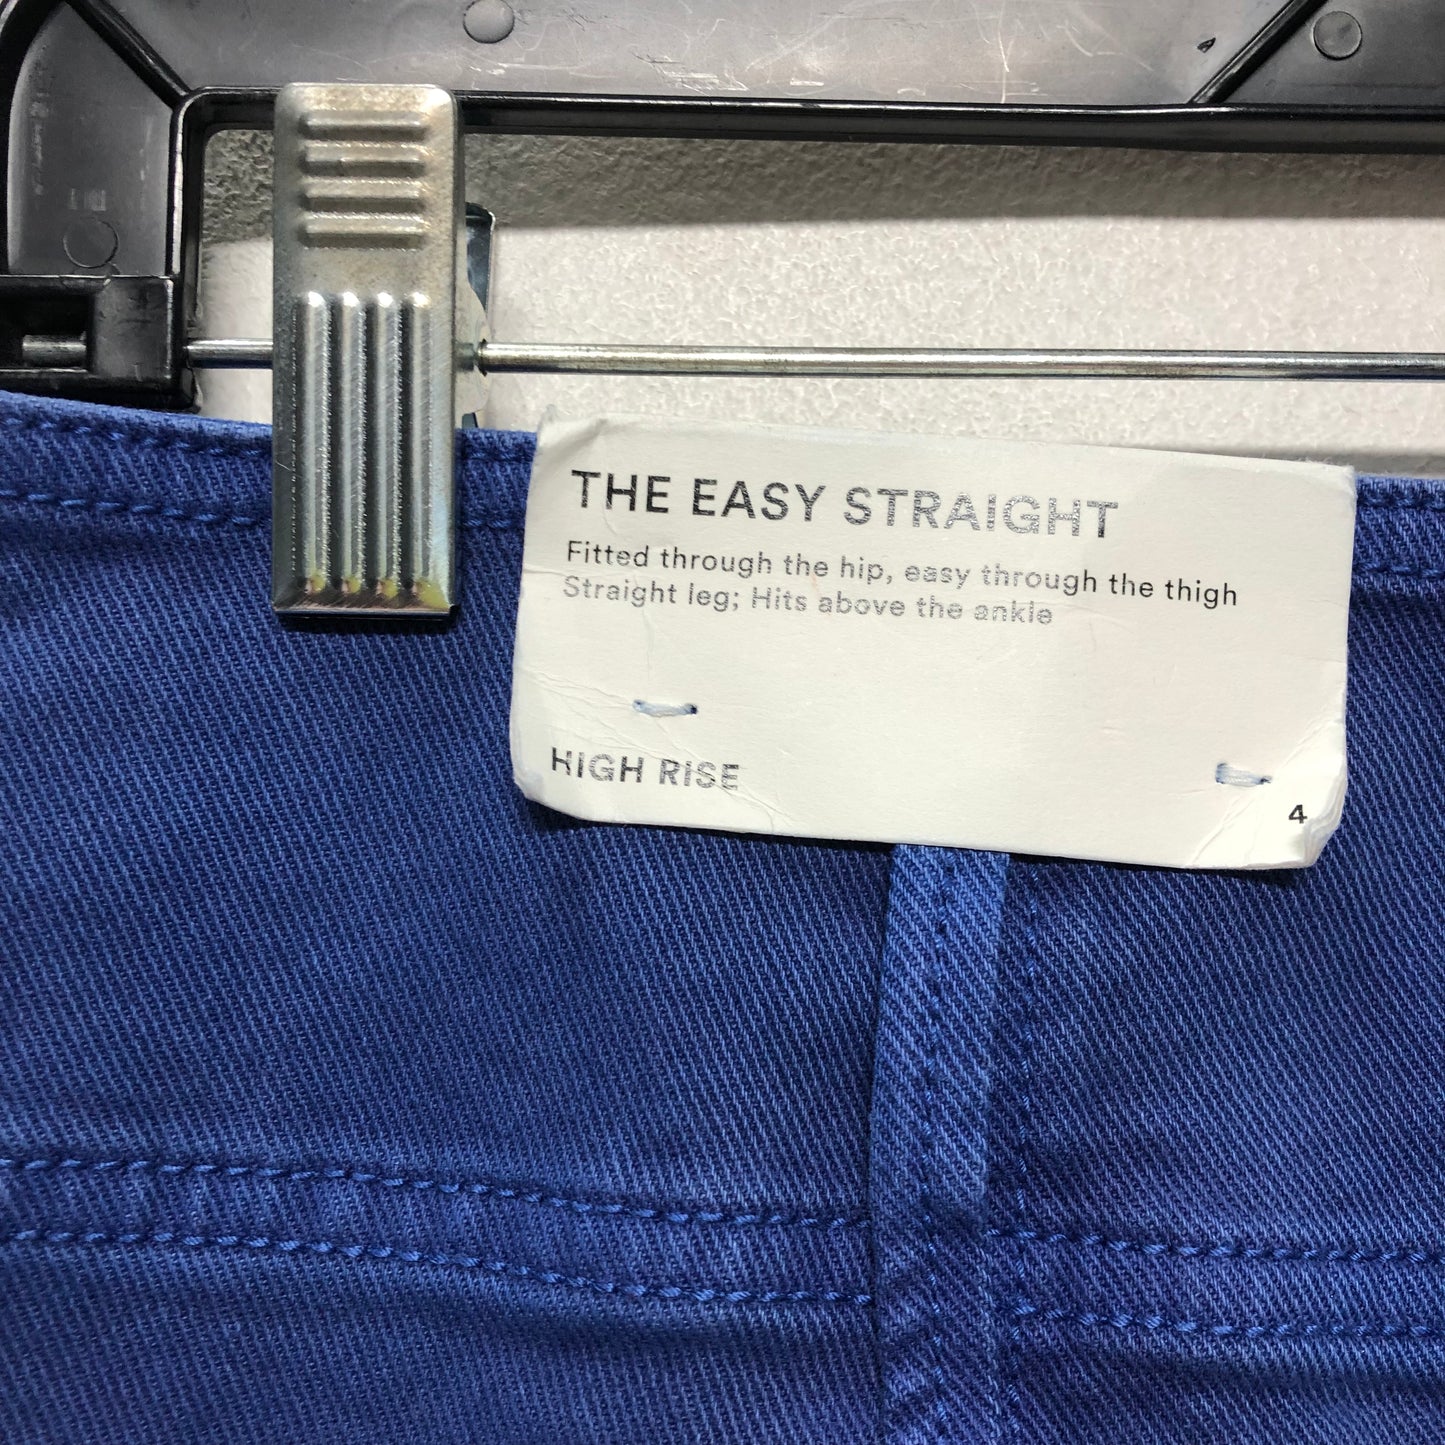 THE EASY STRAIGHT
Fitted through the hip, easy through the thigh
Straight leg; Hits above the ankle
HIGH RISE
4